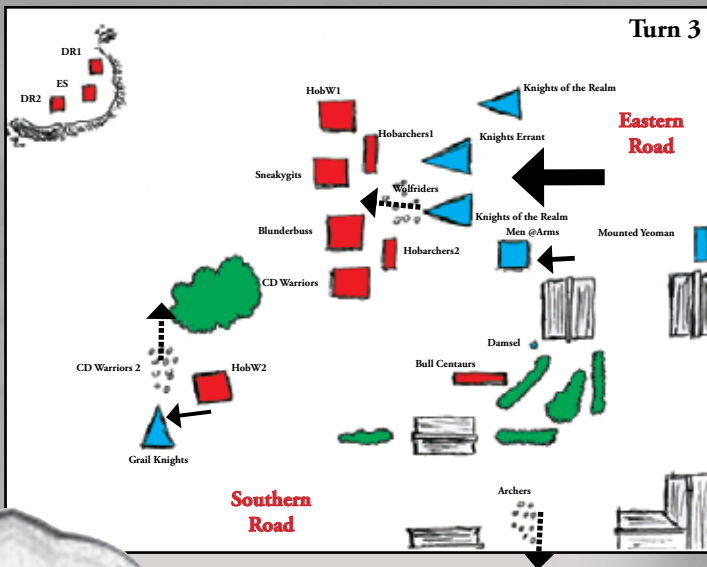 Turn 3
DR1
ES
DR2
HobW1
Knights of the Realm
Eastern
Road
Hobarchers1
Knights Errant
Sneakygits
Wolfriders
Knights of the Realm
Blunderbuss
Men @Arms
Mounted Yeoman
Hobarchers2
CD Warriors
Damsel
Bull Centaurs
CD Warriors 2
HobW2
Grail Knights
Southern
Road
Archers